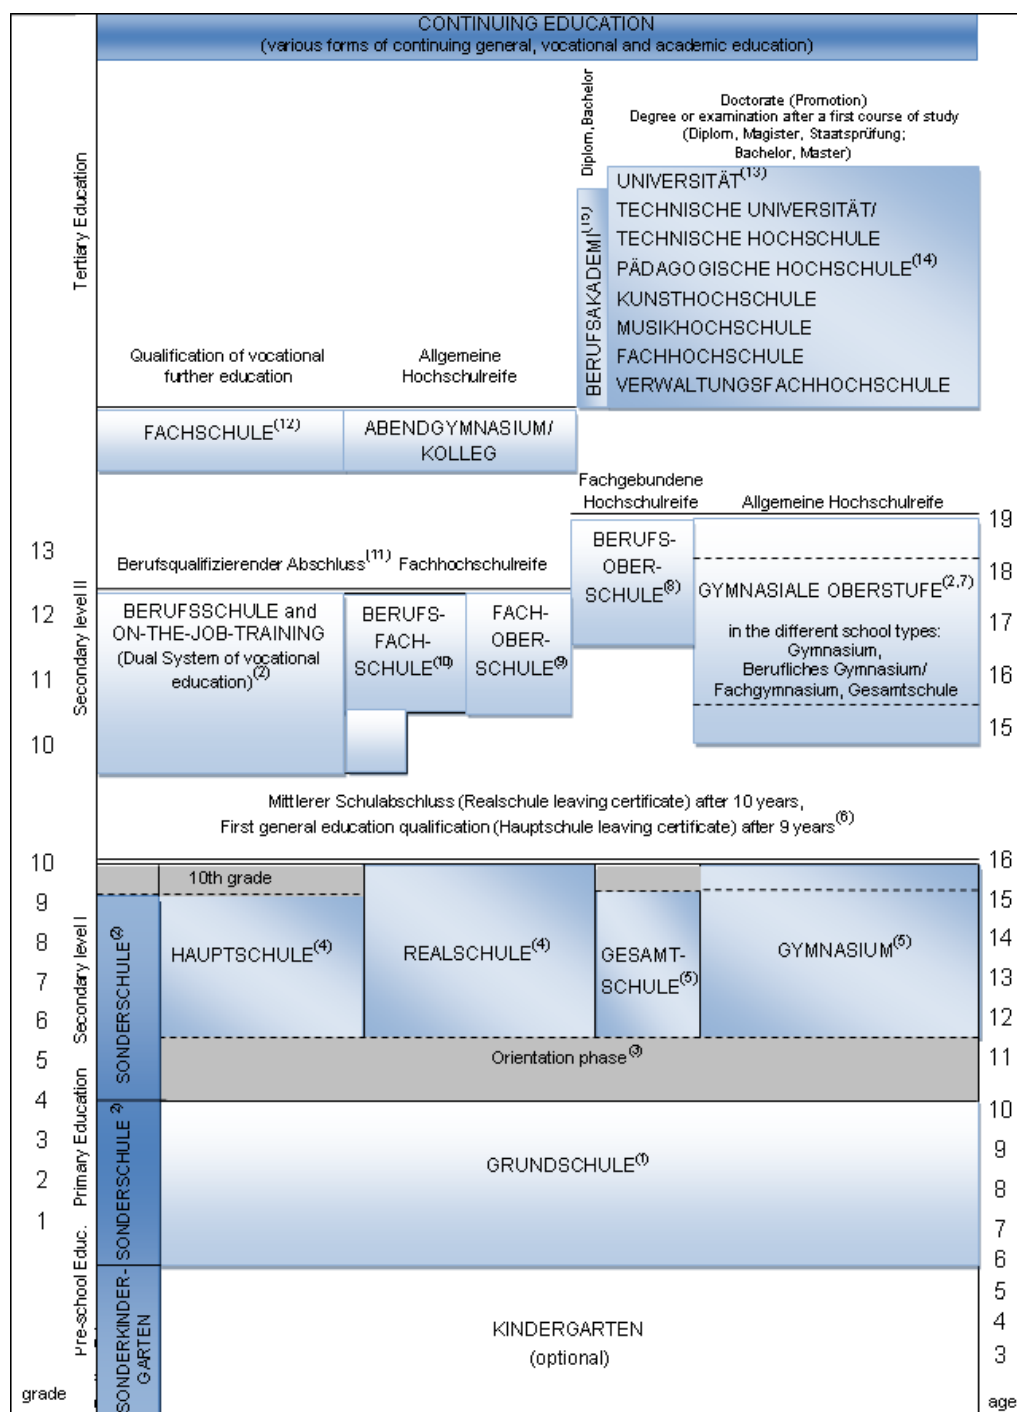 CONTINUING EDUCATION
(various forms of continuing general, vocational and academic education)
Tertiary Education
Diplom, Bachelor
Doctorate (Promotion)
Degree or examination after a first course of study
(Diplom, Magister, Staatsprüfung;
Bachelor, Master)
BERUFSAKADEMI(15)
UNIVERSITÄT(13)
TECHNISCHE UNIVERSITÄT/
TECHNISCHE HOCHSCHULE
PÄDAGOGISCHE HOCHSCHULE(14)
KUNSTHOCHSCHULE
MUSIKHOCHSCHULE
FACHHOCHSCHULE
VERWALTUNGSFACHHOCHSCHULE
Qualification of vocational
further education
Allgemeine
Hochschulreife
FACHSCHULE(12)
ABENDGYMNASIUM/
KOLLEG
Fachgebundene
Hochschulreife
Allgemeine Hochschulreife
Secondary level II
13
12
11
10
Berufsqualifizierender Abschluss(11)
Fachhochschulreife
BERUFSSCHULE and
ON-THE-JOB-TRAINING
(Dual System of vocational
education)(2)
BERUFS-
FACH-
SCHULE(10)
FACH-
OBER-
SCHULE(9)
BERUFS-
OBER-
SCHULE(8)
GYMNASIALE OBERSTUFE(2,7)
in the different school types:
Gymnasium,
Berufliches Gymnasium/
Fachgymnasium, Gesamtschule
19
18
17
16
15
Mittlerer Schulabschluss (Realschule leaving certificate) after 10 years,
First general education qualification (Hauptschule leaving certificate) after 9 years(6)
10
9
8
7
6
5
4
3
2
1
grade
Secondary level I
Primary Education
Pre-school Educ.
SONDERSCHULE(2)
SONDERSCHULE 2)
SONDERKINDER-
GARTEN
10th grade
HAUPTSCHULE(4)
REALSCHULE(4)
GESAMT-
SCHULE(5)
GYMNASIUM(5)
Orientation phase(3)
GRUNDSCHULE(1)
KINDERGARTEN
(optional)
16
15
14
13
12
11
10
9
8
7
6
5
4
3
age